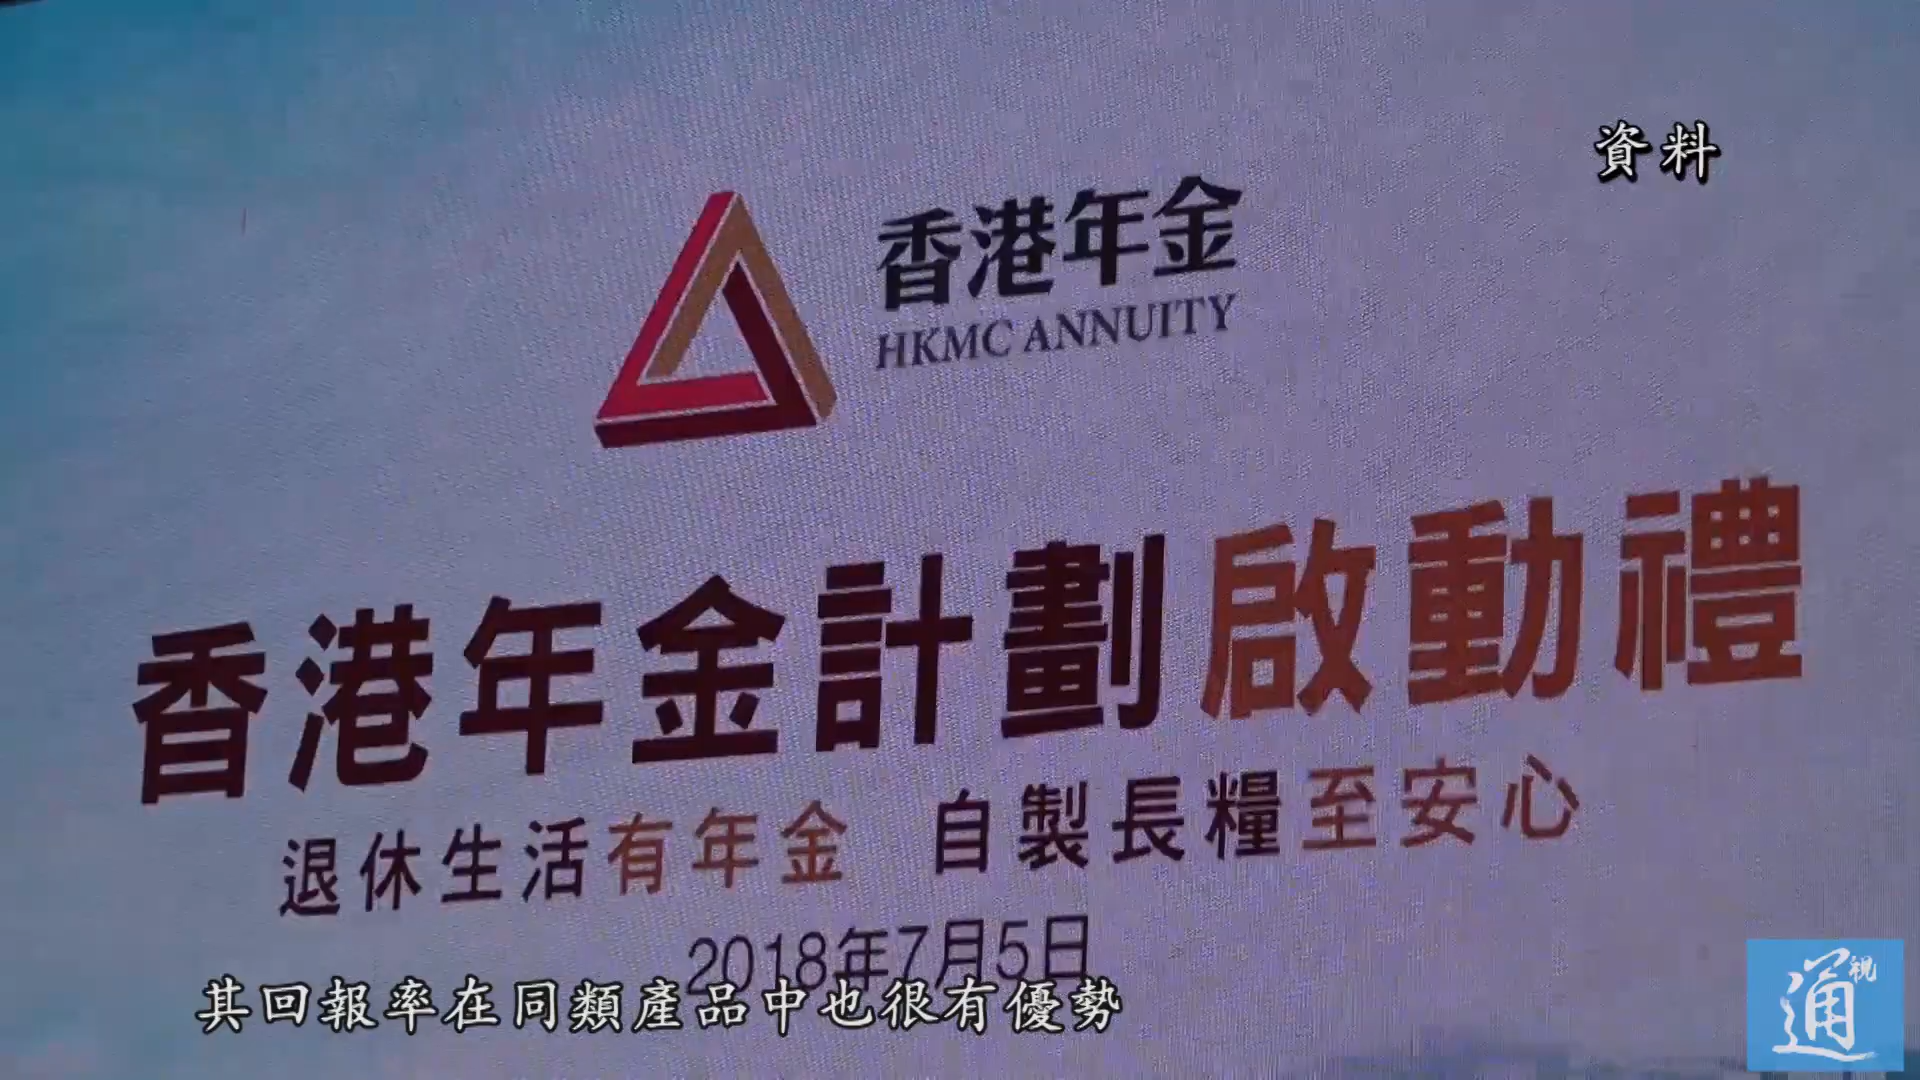 資料
香港年金
HKMC ANNUITY
香港年金計劃啟動禮
退休生活有年金 自製長糧至安心
2018年7月5日
其回報率在同類產品中也很有優勢
通視